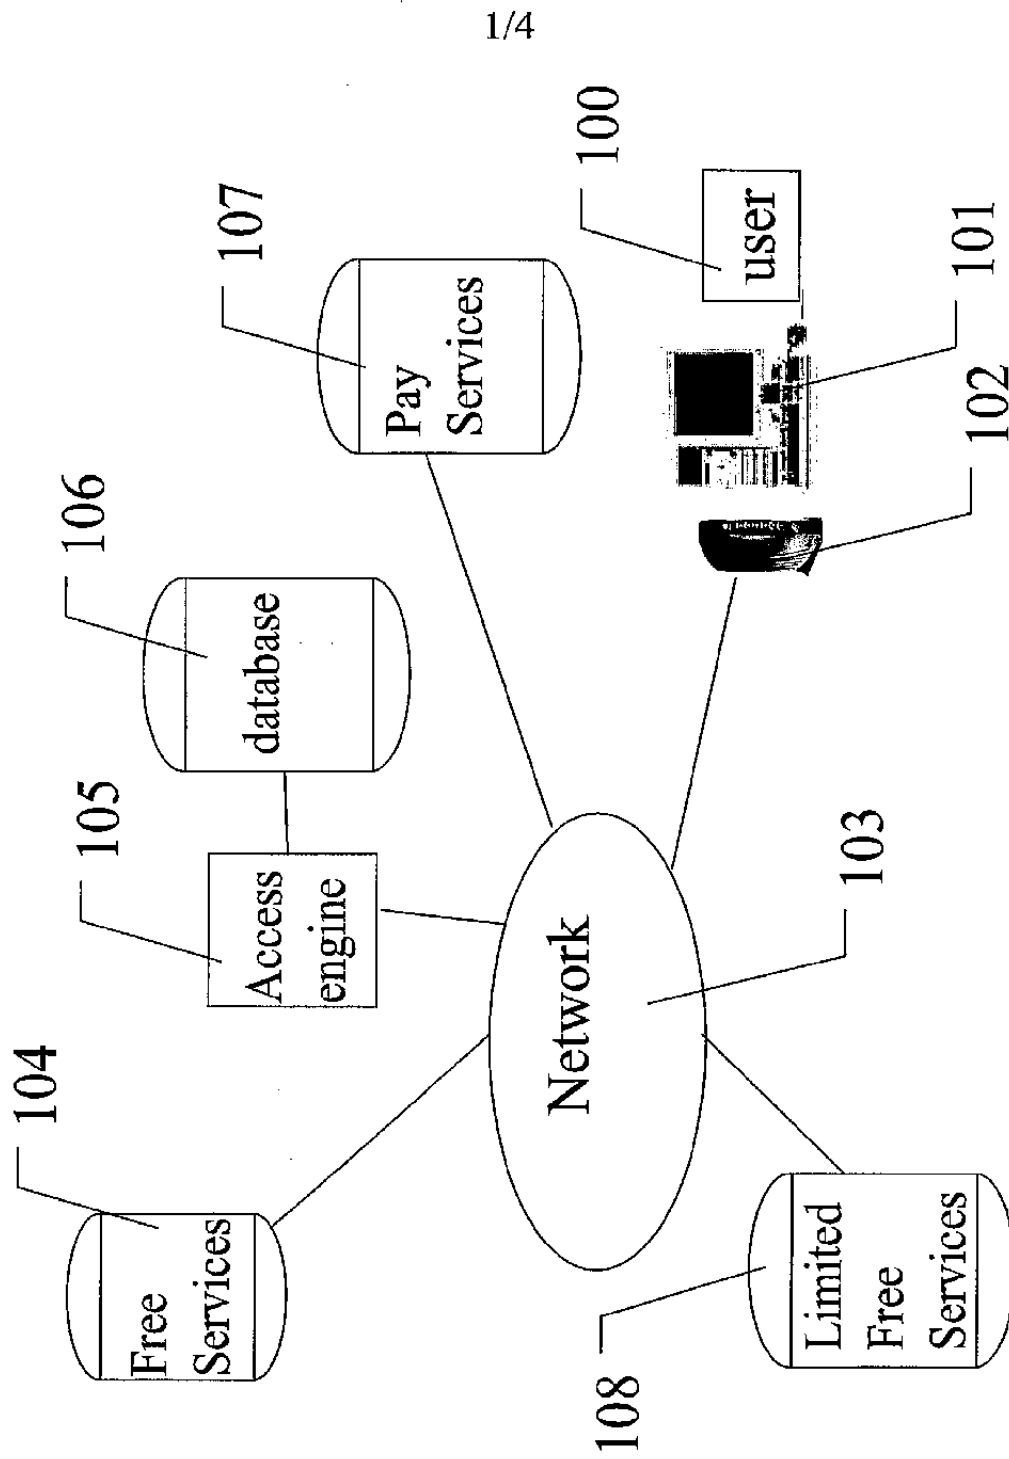 1/4
104
Free
Services
105
Access
engine
106
database
107
Pay
Services
Network
103
108
Limited
Free
Services
100
user
101
102